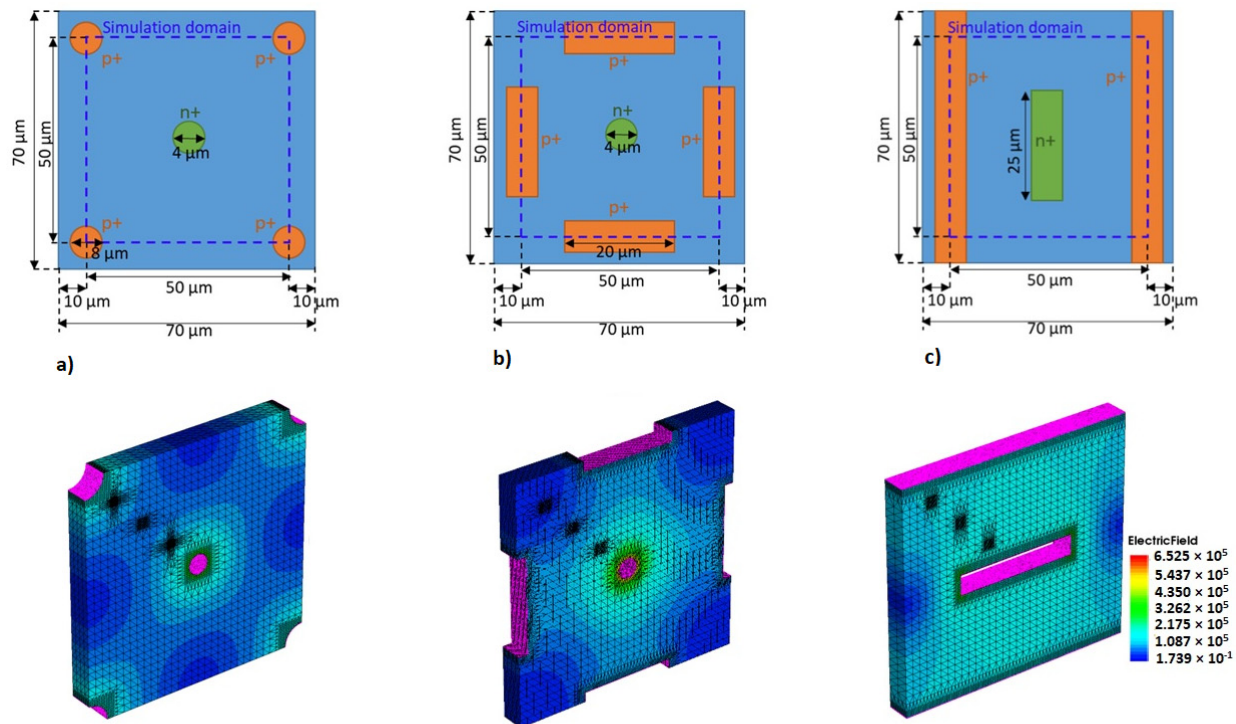 Simulation domain
p+
p+
n+
4 µm
p+
p+
8 µm
70 µm
50 µm
50 µm
10 µm
10 µm
70 µm
a)
Simulation domain
p+
n+
p+
p+
4 µm
p+
20 µm
70 µm
50 µm
50 µm
10 µm
10 µm
70 µm
b)
Simulation domain
p+
p+
n+
25 µm
70 µm
50 µm
50 µm
10 µm
10 µm
70 µm
c)
ElectricField
6.525 × 10⁵
5.437 × 10⁵
4.350 × 10⁵
3.262 × 10⁵
2.175 × 10⁵
1.087 × 10⁵
1.739 × 10⁻¹